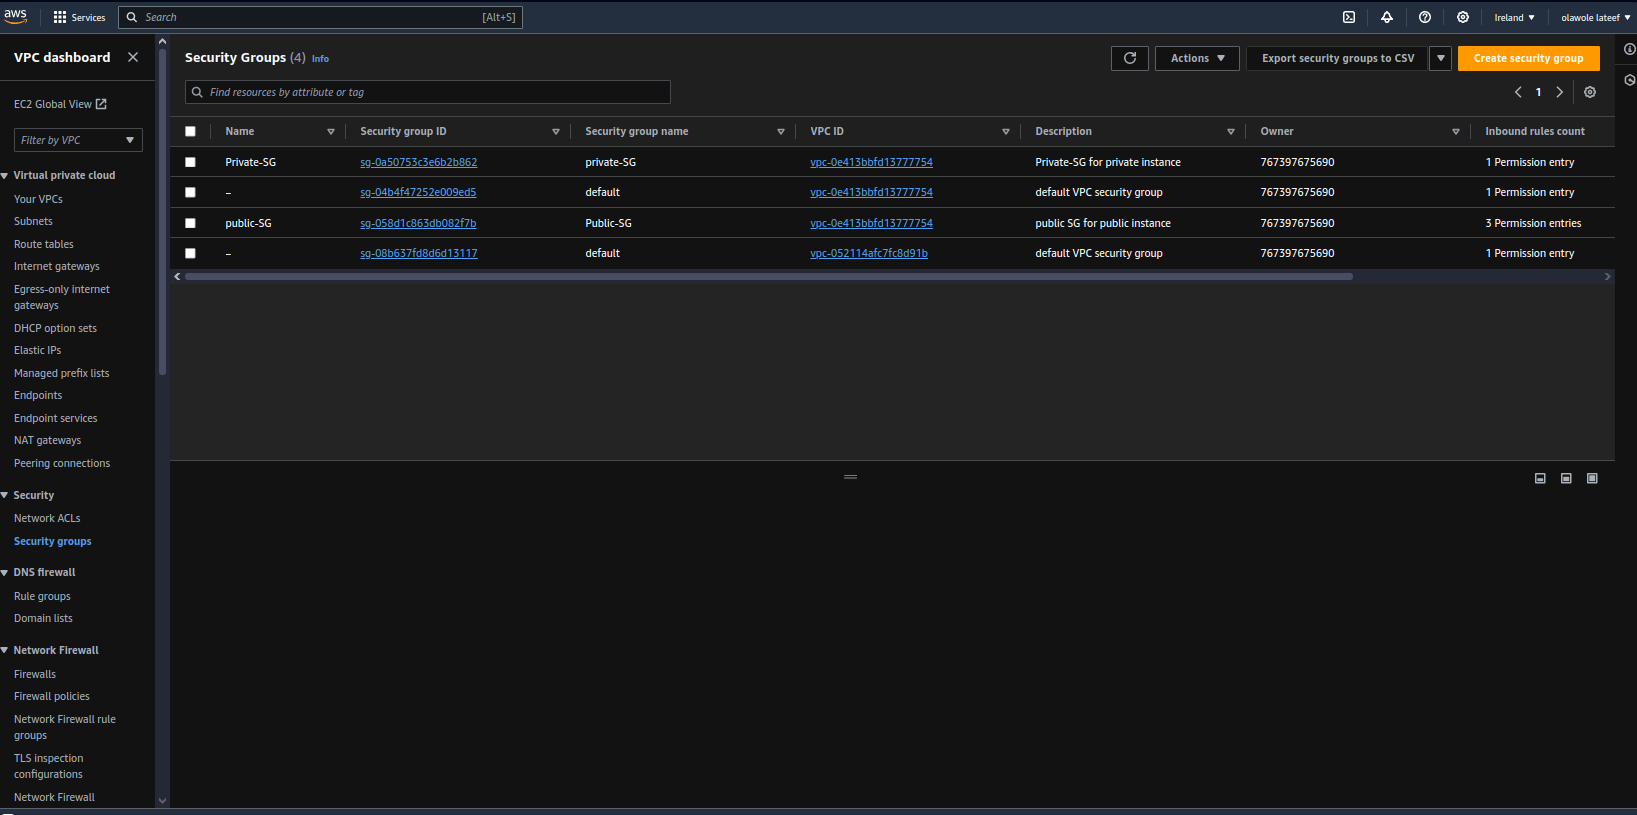 aws
Services
Search
[Alt+S]
Ireland
olawole lateef
VPC dashboard
EC2 Global View
Filter by VPC
Virtual private cloud
Your VPCs
Subnets
Route tables
Internet gateways
Egress-only internet
gateways
DHCP option sets
Elastic IPs
Managed prefix lists
Endpoints
Endpoint services
NAT gateways
Peering connections
Security
Network ACLs
Security groups
DNS firewall
Rule groups
Domain lists
Network Firewall
Firewalls
Firewall policies
Network Firewall rule
groups
TLS inspection
configurations
Network Firewall
Security Groups (4) Info
Actions
Export security groups to CSV
Create security group
Find resources by attribute or tag
1
Name Security group ID Security group name VPC ID Description Owner Inbound rules count
Private-SG sg-0a50753c3e6b2b862 private-SG vpc-0e413bbfd13777754 Private-SG for private instance 767397675690 1 Permission entry
– sg-04b4f47252e009ed5 default vpc-0e413bbfd13777754 default VPC security group 767397675690 1 Permission entry
public-SG sg-058d1c863db082f7b Public-SG vpc-0e413bbfd13777754 public SG for public instance 767397675690 3 Permission entries
– sg-08b637fd8d6d13117 default vpc-052114afc7fc8d91b default VPC security group 767397675690 1 Permission entry